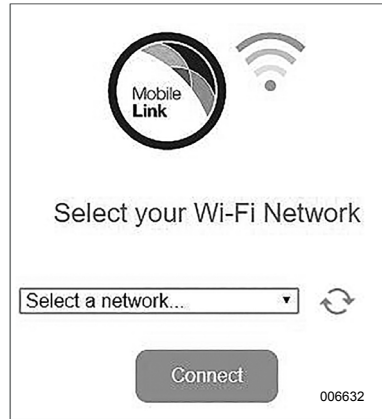 Mobile
Link
Select your Wi-Fi Network
Select a network...
Connect
006632